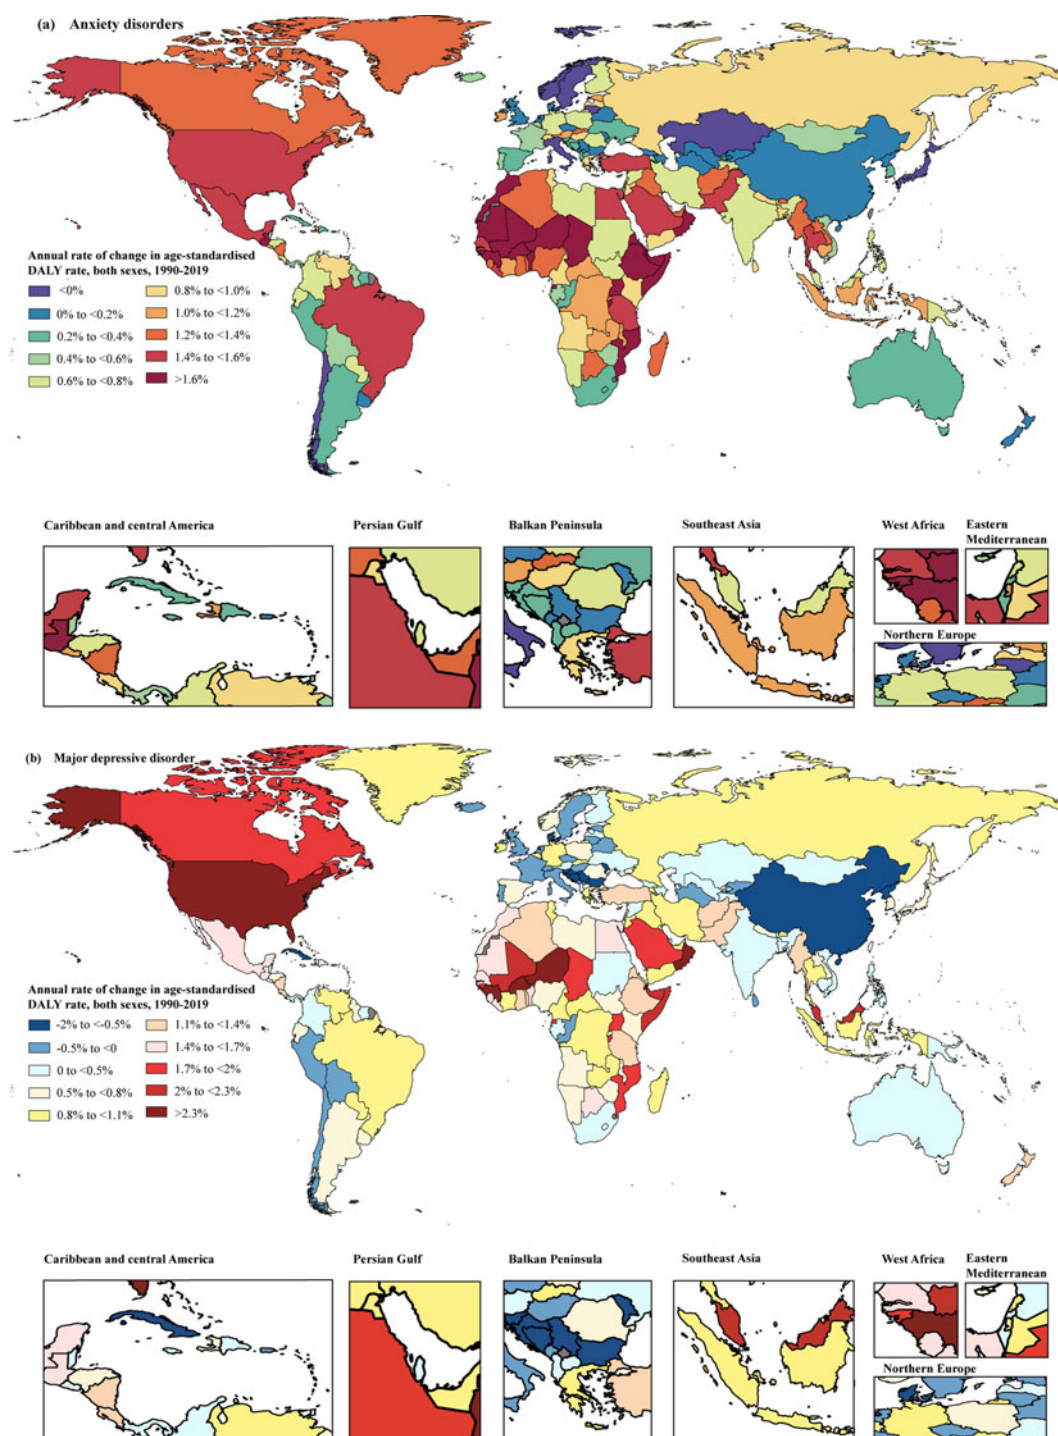 (a) Anxiety disorders
Annual rate of change in age-standardised
DALY rate, both sexes, 1990-2019
<0% 0.8% to <1.0%
0% to <0.2% 1.0% to <1.2%
0.2% to <0.4% 1.2% to <1.4%
0.4% to <0.6% 1.4% to <1.6%
0.6% to <0.8% >1.6%
Caribbean and central America Persian Gulf Balkan Peninsula Southeast Asia West Africa Eastern
Mediterranean
Northern Europe
(b) Major depressive disorder
Annual rate of change in age-standardised
DALY rate, both sexes, 1990-2019
-2% to <-0.5% 1.1% to <1.4%
-0.5% to <0 1.4% to <1.7%
0 to <0.5% 1.7% to <2%
0.5% to <0.8% 2% to <2.3%
0.8% to <1.1% >2.3%
Caribbean and central America Persian Gulf Balkan Peninsula Southeast Asia West Africa Eastern
Mediterranean
Northern Europe